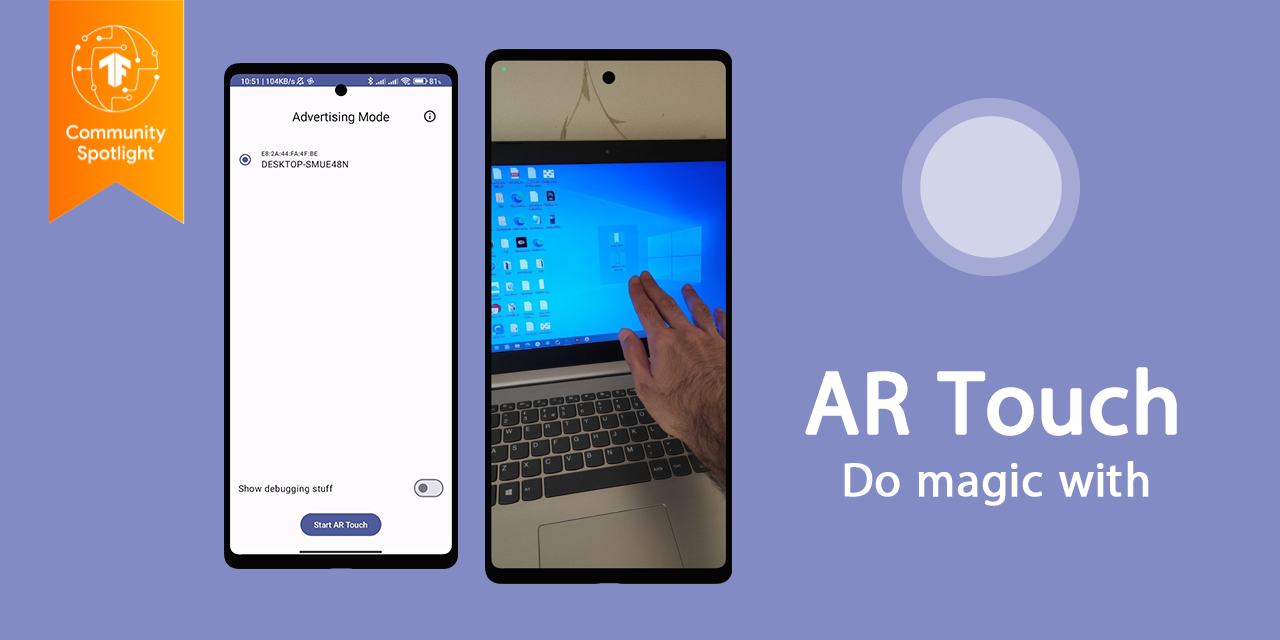 Community
Spotlight
10:51 | 104KB/s
81%
Advertising Mode
E8:2A:44:FA:4F:BE
DESKTOP-SMUE48N
Show debugging stuff
Start AR Touch
AR Touch
Do magic with